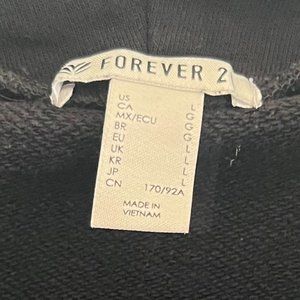 FOREVER 2
US L
CA G
MX/ECU G
BR G
EU L
UK L
KR L
JP L
CN 170/92A
MADE IN
VIETNAM